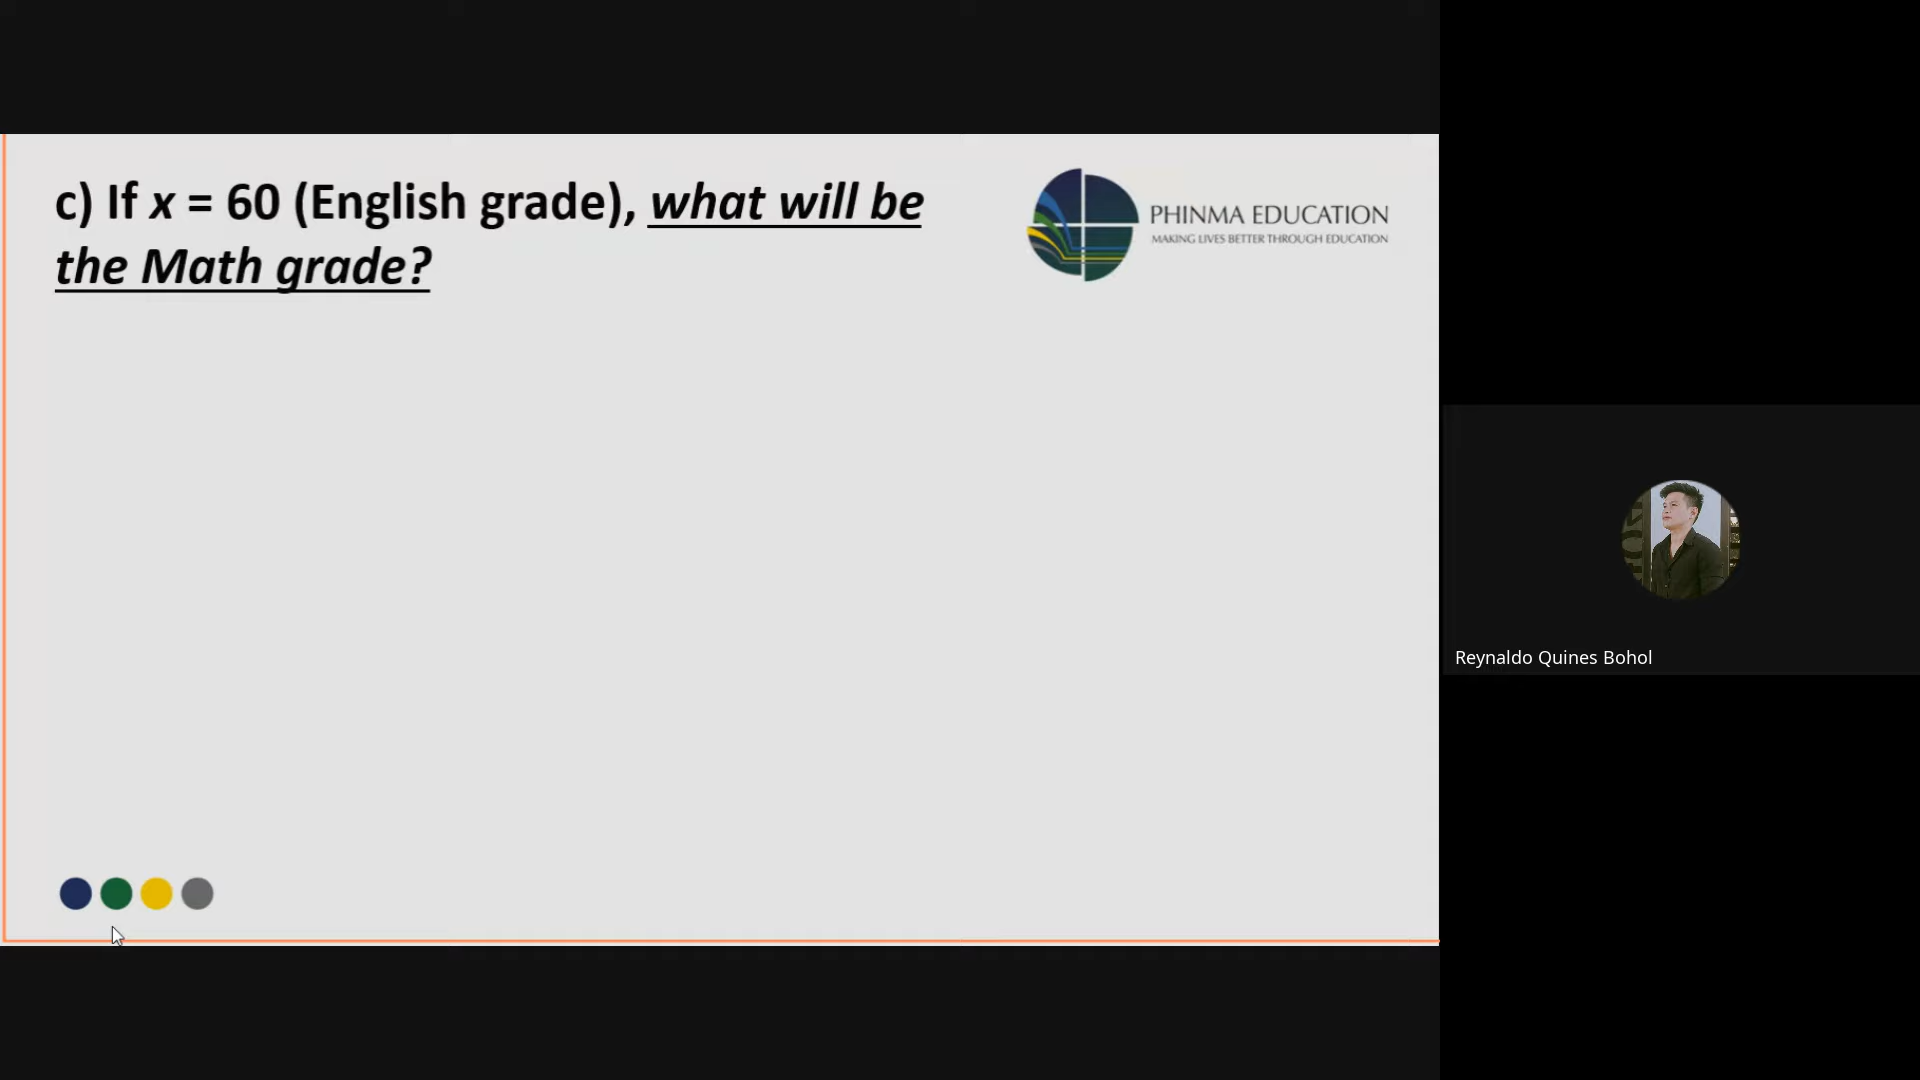 c) If x = 60 (English grade), what will be
the Math grade?
PHINMA EDUCATION
MAKING LIVES BETTER THROUGH EDUCATION
Reynaldo Quines Bohol